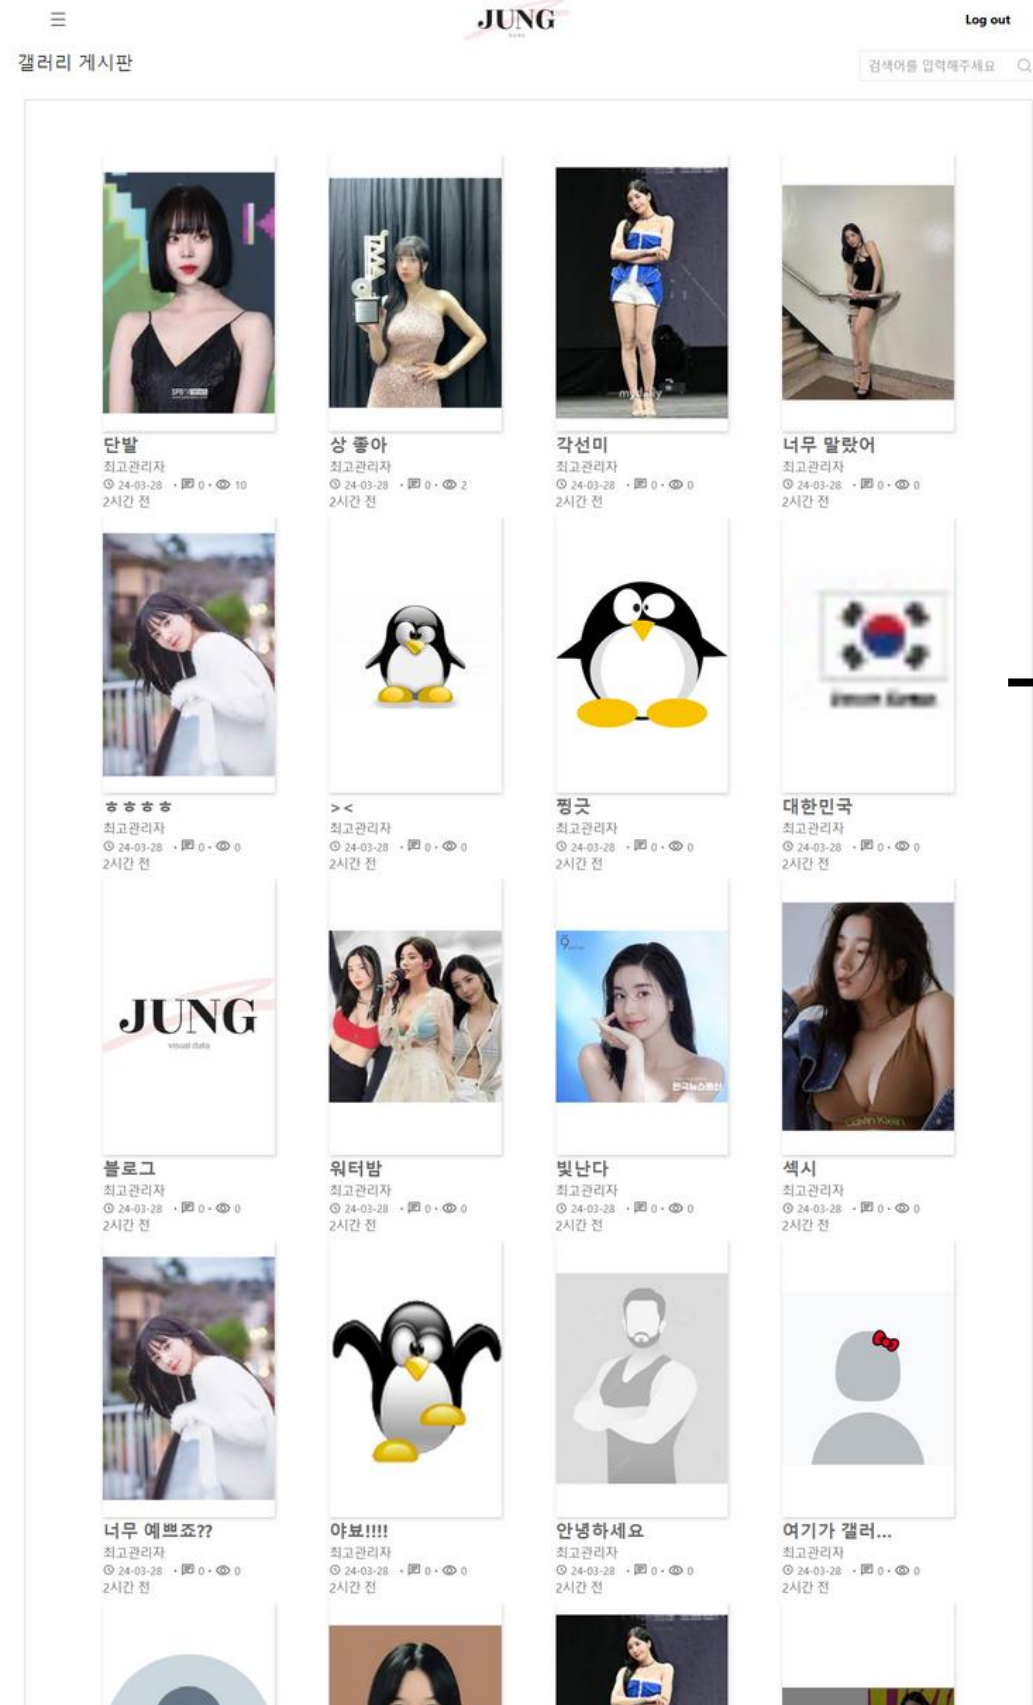 JUNG
Log out
갤러리 게시판
검색어를 입력해주세요
TMA
mydaily
단발
최고관리자
24-03-28 · 0 · 10
2시간 전
상 좋아
최고관리자
24-03-28 · 0 · 2
2시간 전
각선미
최고관리자
24-03-28 · 0 · 0
2시간 전
너무 말랐어
최고관리자
24-03-28 · 0 · 0
2시간 전
ㅎㅎㅎㅎ
최고관리자
24-03-28 · 0 · 0
2시간 전
><
최고관리자
24-03-28 · 0 · 0
2시간 전
찡긋
최고관리자
24-03-28 · 0 · 0
2시간 전
대한민국
최고관리자
24-03-28 · 0 · 0
2시간 전
JUNG
visual data
9
한국뉴스통신
Calvin Klein
블로그
최고관리자
24-03-28 · 0 · 0
2시간 전
워터밤
최고관리자
24-03-28 · 0 · 0
2시간 전
빛난다
최고관리자
24-03-28 · 0 · 0
2시간 전
섹시
최고관리자
24-03-28 · 0 · 0
2시간 전
너무 예쁘죠??
최고관리자
24-03-28 · 0 · 0
2시간 전
야뵤!!!!
최고관리자
24-03-28 · 0 · 0
2시간 전
안녕하세요
최고관리자
24-03-28 · 0 · 0
2시간 전
여기가 갤러...
최고관리자
24-03-28 · 0 · 0
2시간 전